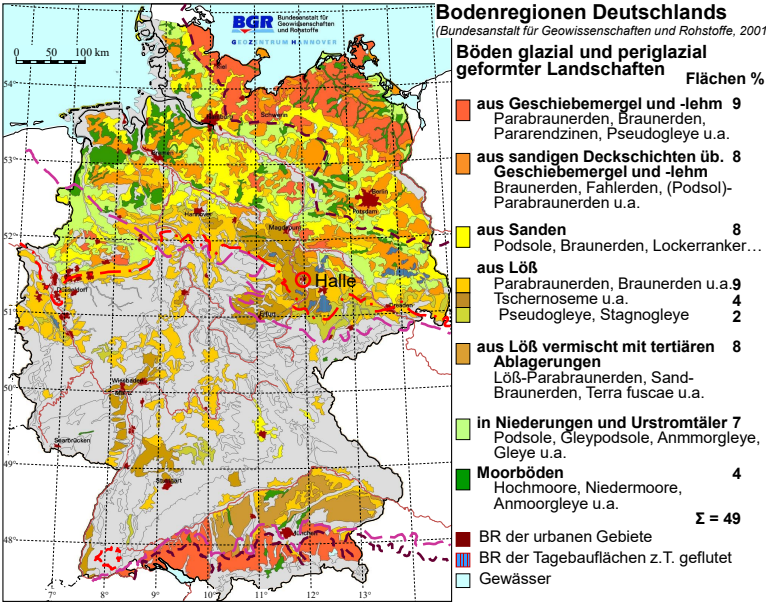 Bodenregionen Deutschlands
(Bundesanstalt für Geowissenschaften und Rohstoffe, 2001
Böden glazial und periglazial
geformter Landschaften
Flächen %
aus Geschiebemergel und -lehm 9
Parabraunerden, Braunerden,
Pararendzinen, Pseudogleye u.a.
aus sandigen Deckschichten üb. 8
Geschiebemergel und -lehm
Braunerden, Fahlerden, (Podsol)-
Parabraunerden u.a.
aus Sanden 8
Podsole, Braunerden, Lockerranker…
aus Löß
Parabraunerden, Braunerden u.a. 9
Tschernoseme u.a. 4
Pseudogleye, Stagnogleye 2
aus Löß vermischt mit tertiären 8
Ablagerungen
Löß-Parabraunerden, Sand-
Braunerden, Terra fuscae u.a.
in Niederungen und Urstromtäler 7
Podsole, Gleypodsole, Anmmorgleye,
Gleye u.a.
Moorböden 4
Hochmoore, Niedermoore,
Anmoorgleye u.a.
Σ = 49
BR der urbanen Gebiete
BR der Tagebauflächen z.T. geflutet
Gewässer
BGR
Bundesanstalt für
Geowissenschaften
und Rohstoffe
GEOZENTRUM HANNOVER
0 50 100 km
54°
53°
52°
51°
50°
49°
48°
7° 8° 9° 10° 11° 12° 13°
Schwerin
Berlin
Potsdam
Hannover
Magdeburg
Halle
Düsseldorf
Erfurt
Dresden
Wiesbaden
Mainz
Saarbrücken
Stuttgart
München